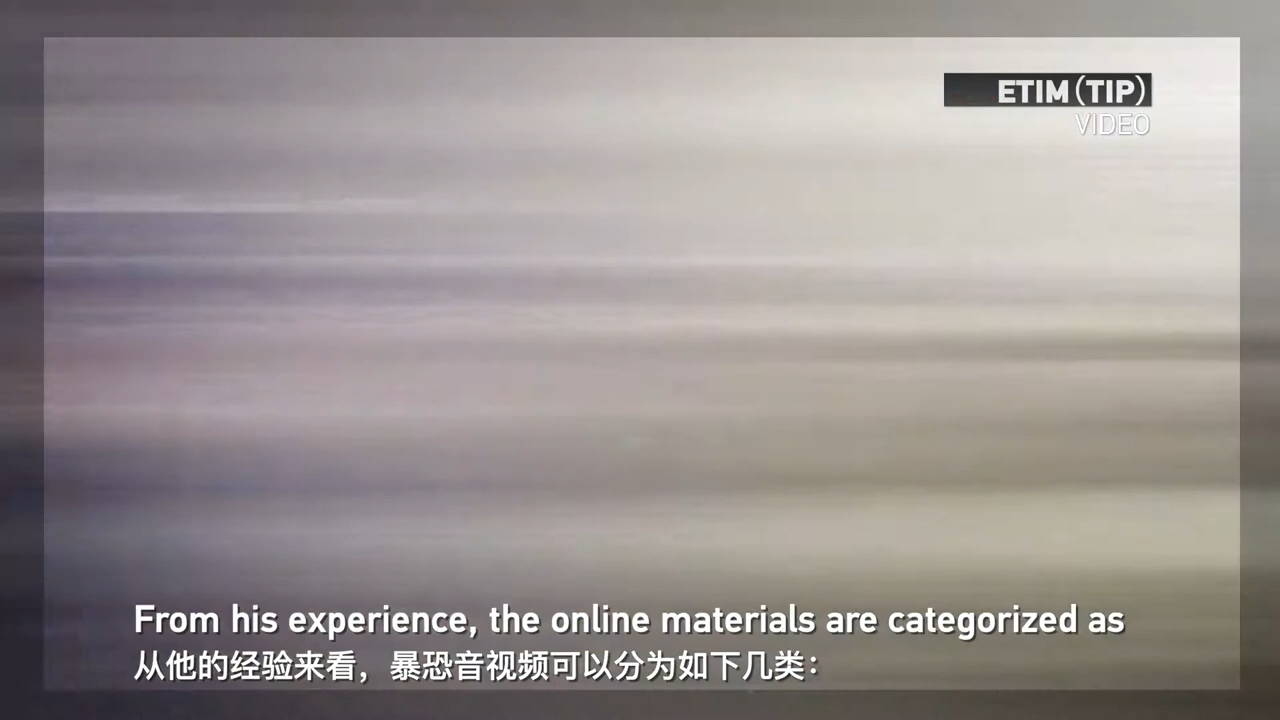 ETIM(TIP)
VIDEO
From his experience, the online materials are categorized as
从他的经验来看，暴恐音视频可以分为如下几类：